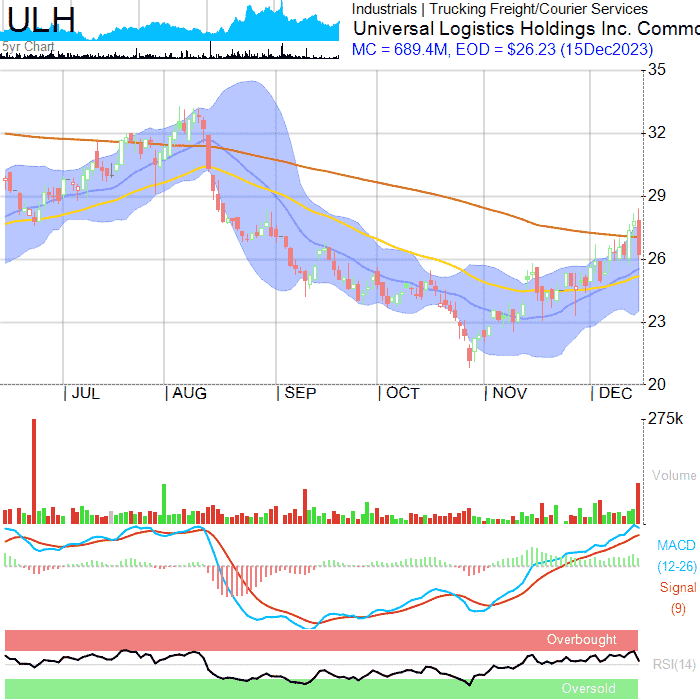 ULH
5yr Chart
Industrials | Trucking Freight/Courier Services
Universal Logistics Holdings Inc. Commo
MC = 689.4M, EOD = $26.23 (15Dec2023)
35
32
29
26
23
20
JUL
AUG
SEP
OCT
NOV
DEC
275k
Volume
MACD
(12-26)
Signal
(9)
Overbought
RSI(14)
Oversold